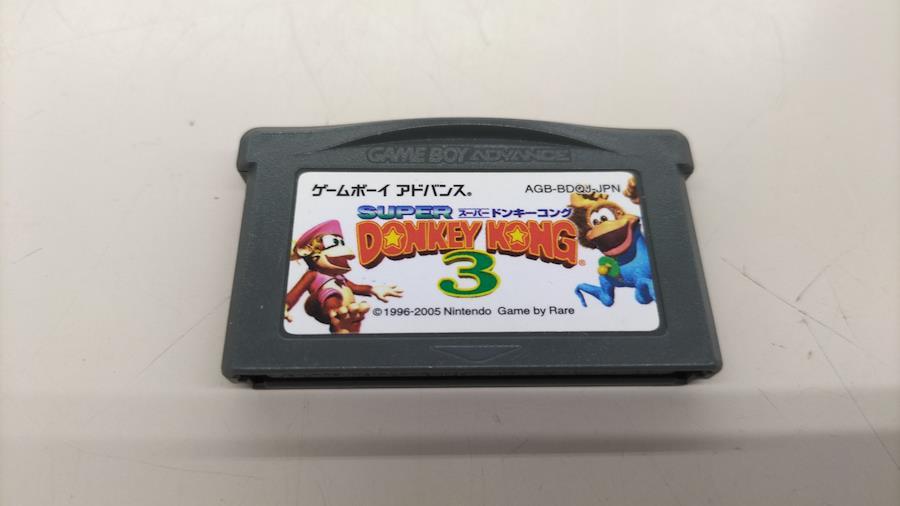 GAME BOY ADVANCE
ゲームボーイ アドバンス® AGB-BDQJ-JPN
SUPER スーパードンキーコング
DONKEY KONG®
3
©1996-2005 Nintendo Game by Rare